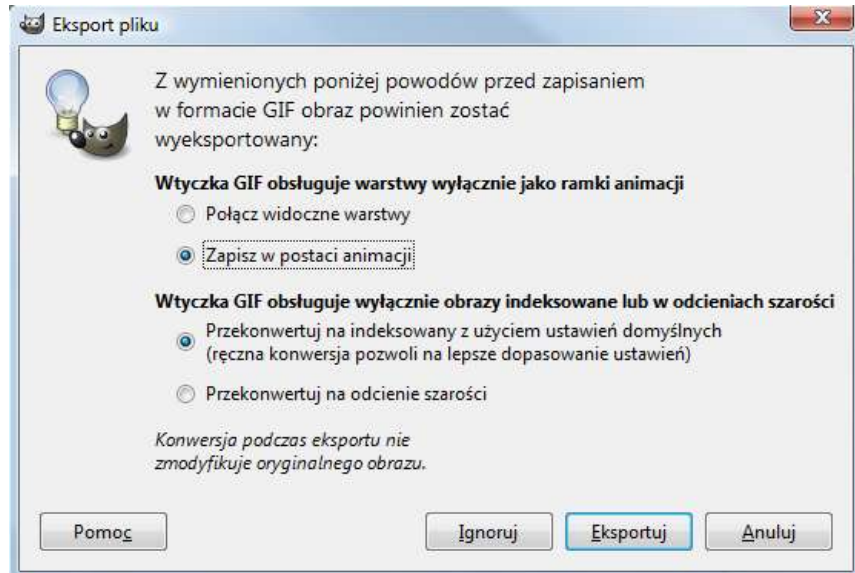 Eksport pliku
Z wymienionych poniżej powodów przed zapisaniem
w formacie GIF obraz powinien zostać
wyeksportowany:
Wtyczka GIF obsługuje warstwy wyłącznie jako ramki animacji
Połącz widoczne warstwy
Zapisz w postaci animacji
Wtyczka GIF obsługuje wyłącznie obrazy indeksowane lub w odcieniach szarości
Przekonwertuj na indeksowany z użyciem ustawień domyślnych
(ręczna konwersja pozwoli na lepsze dopasowanie ustawień)
Przekonwertuj na odcienie szarości
Konwersja podczas eksportu nie
zmodyfikuje oryginalnego obrazu.
Pomoc Ignoruj Eksportuj Anuluj